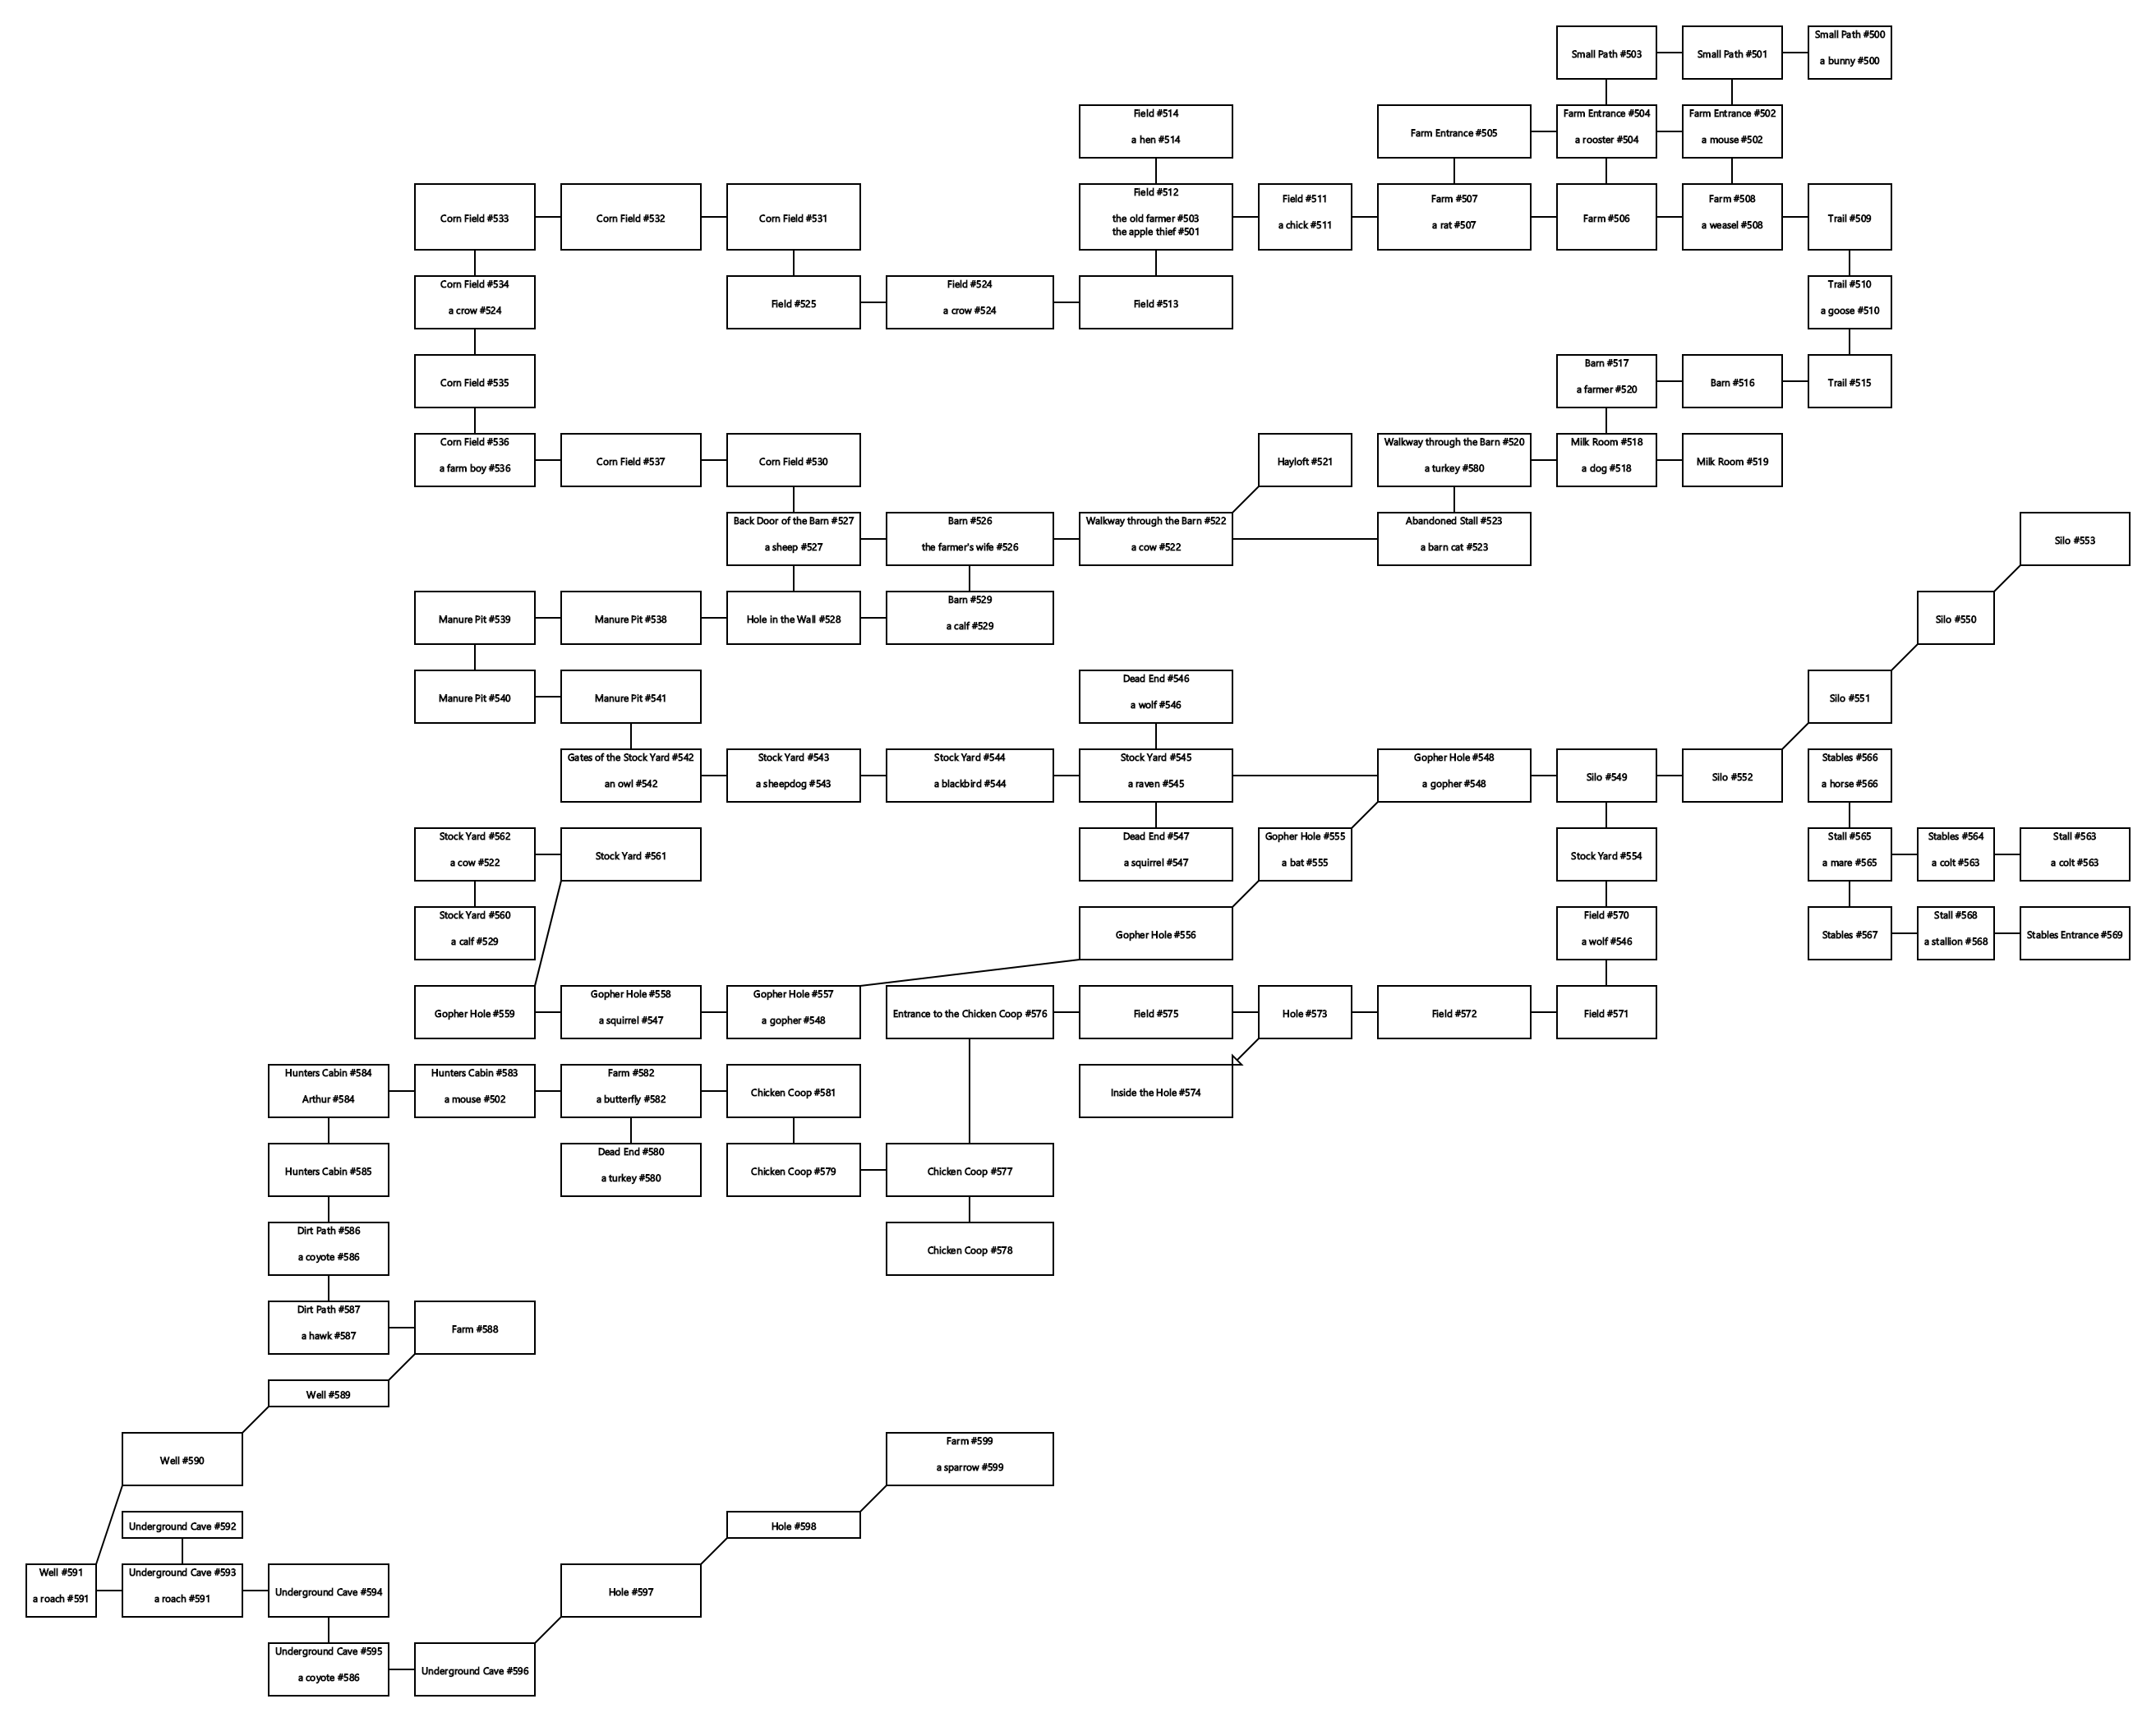 Small Path #503
Small Path #501
Small Path #500
a bunny #500
Field #514
a hen #514
Farm Entrance #505
Farm Entrance #504
a rooster #504
Farm Entrance #502
a mouse #502
Corn Field #533
Corn Field #532
Corn Field #531
Field #512
the old farmer #503
the apple thief #501
Field #511
a chick #511
Farm #507
a rat #507
Farm #506
Farm #508
a weasel #508
Trail #509
Corn Field #534
a crow #524
Field #525
Field #524
a crow #524
Field #513
Trail #510
a goose #510
Corn Field #535
Barn #517
a farmer #520
Barn #516
Trail #515
Corn Field #536
a farm boy #536
Corn Field #537
Corn Field #530
Hayloft #521
Walkway through the Barn #520
a turkey #580
Milk Room #518
a dog #518
Milk Room #519
Back Door of the Barn #527
a sheep #527
Barn #526
the farmer's wife #526
Walkway through the Barn #522
a cow #522
Abandoned Stall #523
a barn cat #523
Silo #553
Manure Pit #539
Manure Pit #538
Hole in the Wall #528
Barn #529
a calf #529
Silo #550
Manure Pit #540
Manure Pit #541
Dead End #546
a wolf #546
Silo #551
Gates of the Stock Yard #542
an owl #542
Stock Yard #543
a sheepdog #543
Stock Yard #544
a blackbird #544
Stock Yard #545
a raven #545
Gopher Hole #548
a gopher #548
Silo #549
Silo #552
Stables #566
a horse #566
Stock Yard #562
a cow #522
Stock Yard #561
Dead End #547
a squirrel #547
Gopher Hole #555
a bat #555
Stock Yard #554
Stall #565
a mare #565
Stables #564
a colt #563
Stall #563
a colt #563
Stock Yard #560
a calf #529
Gopher Hole #556
Field #570
a wolf #546
Stables #567
Stall #568
a stallion #568
Stables Entrance #569
Gopher Hole #559
Gopher Hole #558
a squirrel #547
Gopher Hole #557
a gopher #548
Entrance to the Chicken Coop #576
Field #575
Hole #573
Field #572
Field #571
Hunters Cabin #584
Arthur #584
Hunters Cabin #583
a mouse #502
Farm #582
a butterfly #582
Chicken Coop #581
Inside the Hole #574
Hunters Cabin #585
Dead End #580
a turkey #580
Chicken Coop #579
Chicken Coop #577
Dirt Path #586
a coyote #586
Chicken Coop #578
Dirt Path #587
a hawk #587
Farm #588
Well #589
Well #590
Farm #599
a sparrow #599
Underground Cave #592
Hole #598
Well #591
a roach #591
Underground Cave #593
a roach #591
Underground Cave #594
Hole #597
Underground Cave #595
a coyote #586
Underground Cave #596